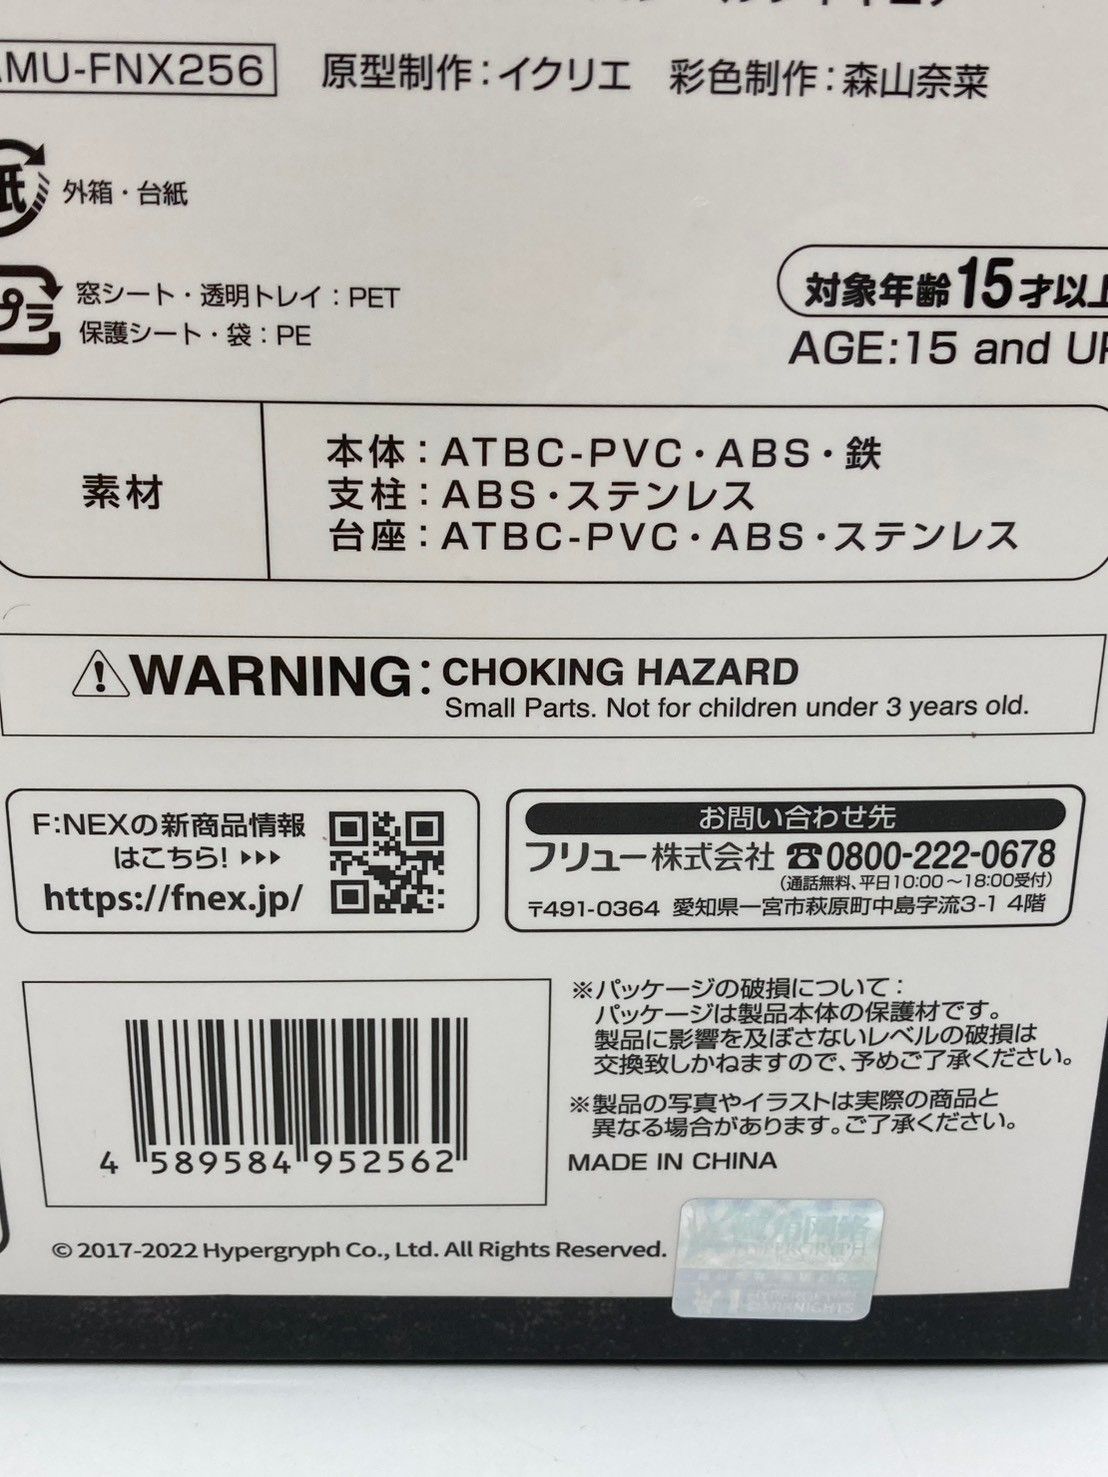 MU-FNX256 原型制作：イクリエ 彩色制作：森山奈菜
紙 外箱・台紙
プラ 窓シート・透明トレイ：PET
保護シート・袋：PE
対象年齢15才以上
AGE:15 and UP
素材
本体：ATBC-PVC・ABS・鉄
支柱：ABS・ステンレス
台座：ATBC-PVC・ABS・ステンレス
⚠WARNING: CHOKING HAZARD
Small Parts. Not for children under 3 years old.
F:NEXの新商品情報
はこちら!▶▶▶
https://fnex.jp/
お問い合わせ先
フリュー株式会社 ☎0800-222-0678
（通話無料、平日10:00～18:00受付）
〒491-0364 愛知県一宮市萩原町中島字流3-1 4階
4 589584 952562
※パッケージの破損について：
パッケージは製品本体の保護材です。
製品に影響を及ぼさないレベルの破損は
交換致しかねますので、予めご了承ください。
※製品の写真やイラストは実際の商品と
異なる場合があります。ご了承ください。
MADE IN CHINA
© 2017-2022 Hypergryph Co., Ltd. All Rights Reserved.
HYPERGRYPH
ARKNIGHTS